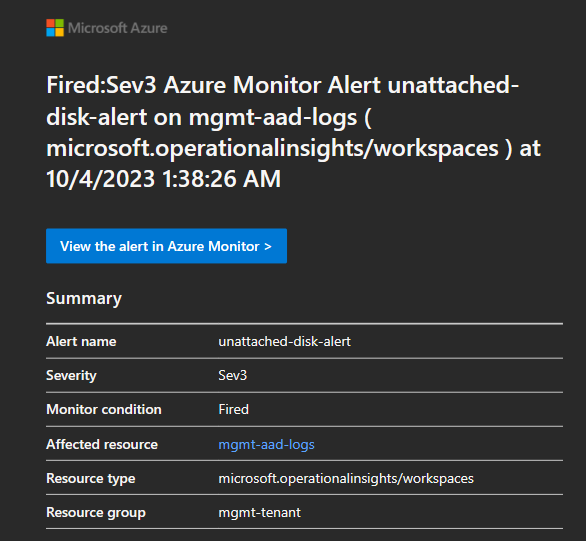 Microsoft Azure
Fired:Sev3 Azure Monitor Alert unattached-
disk-alert on mgmt-aad-logs (
microsoft.operationalinsights/workspaces ) at
10/4/2023 1:38:26 AM
View the alert in Azure Monitor >
Summary
Alert name unattached-disk-alert
Severity Sev3
Monitor condition Fired
Affected resource mgmt-aad-logs
Resource type microsoft.operationalinsights/workspaces
Resource group mgmt-tenant